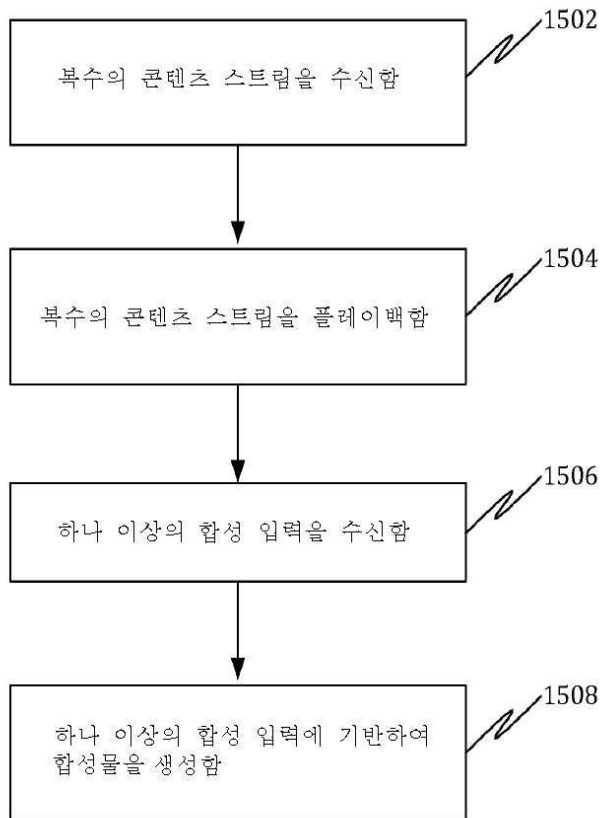 1502
복수의 콘텐츠 스트림을 수신함
1504
복수의 콘텐츠 스트림을 플레이백함
1506
하나 이상의 합성 입력을 수신함
1508
하나 이상의 합성 입력에 기반하여
합성물을 생성함